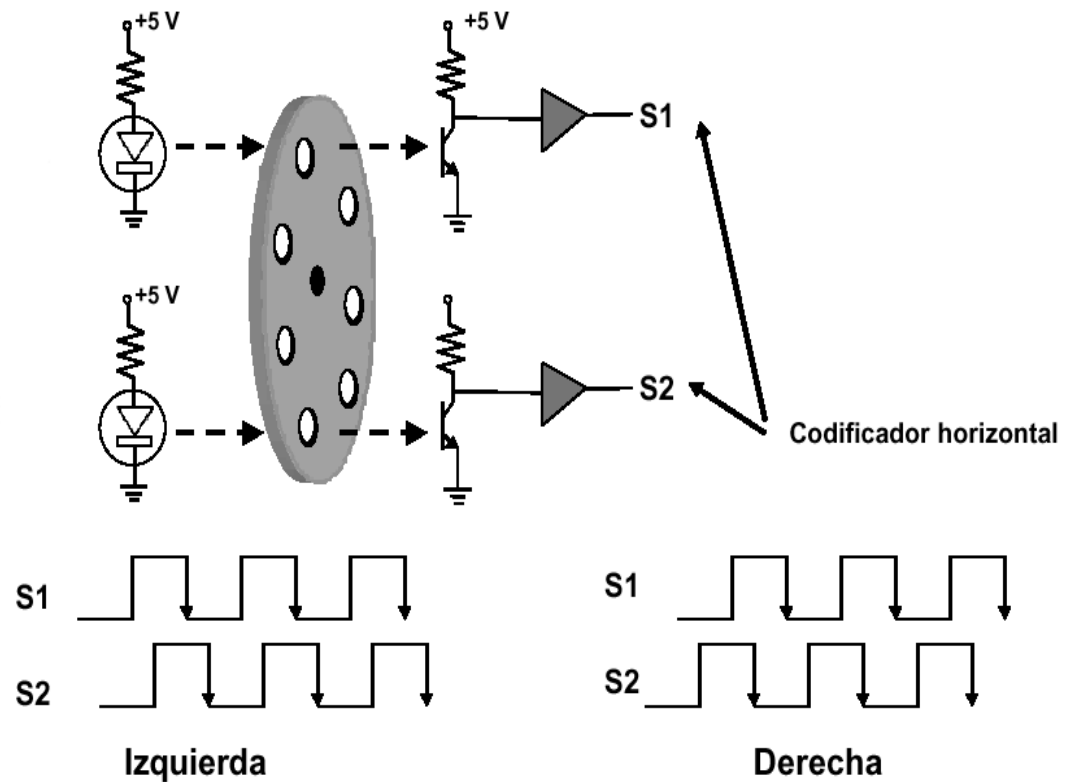 +5 V
+5 V
S1
+5 V
S2
Codificador horizontal
S1
S1
S2
S2
Izquierda
Derecha